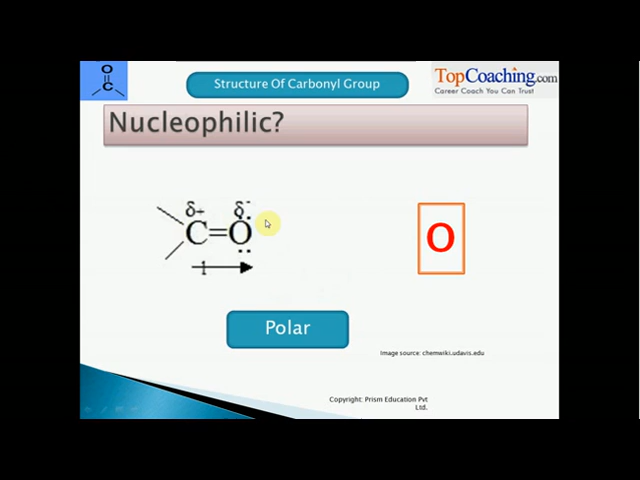 O
C
Structure Of Carbonyl Group
TopCoaching.com
Career Coach You Can Trust
Nucleophilic?
δ+ δ-
C=O
O
Polar
Image source: chemwiki.udavis.edu
Copyright: Prism Education Pvt
Ltd.